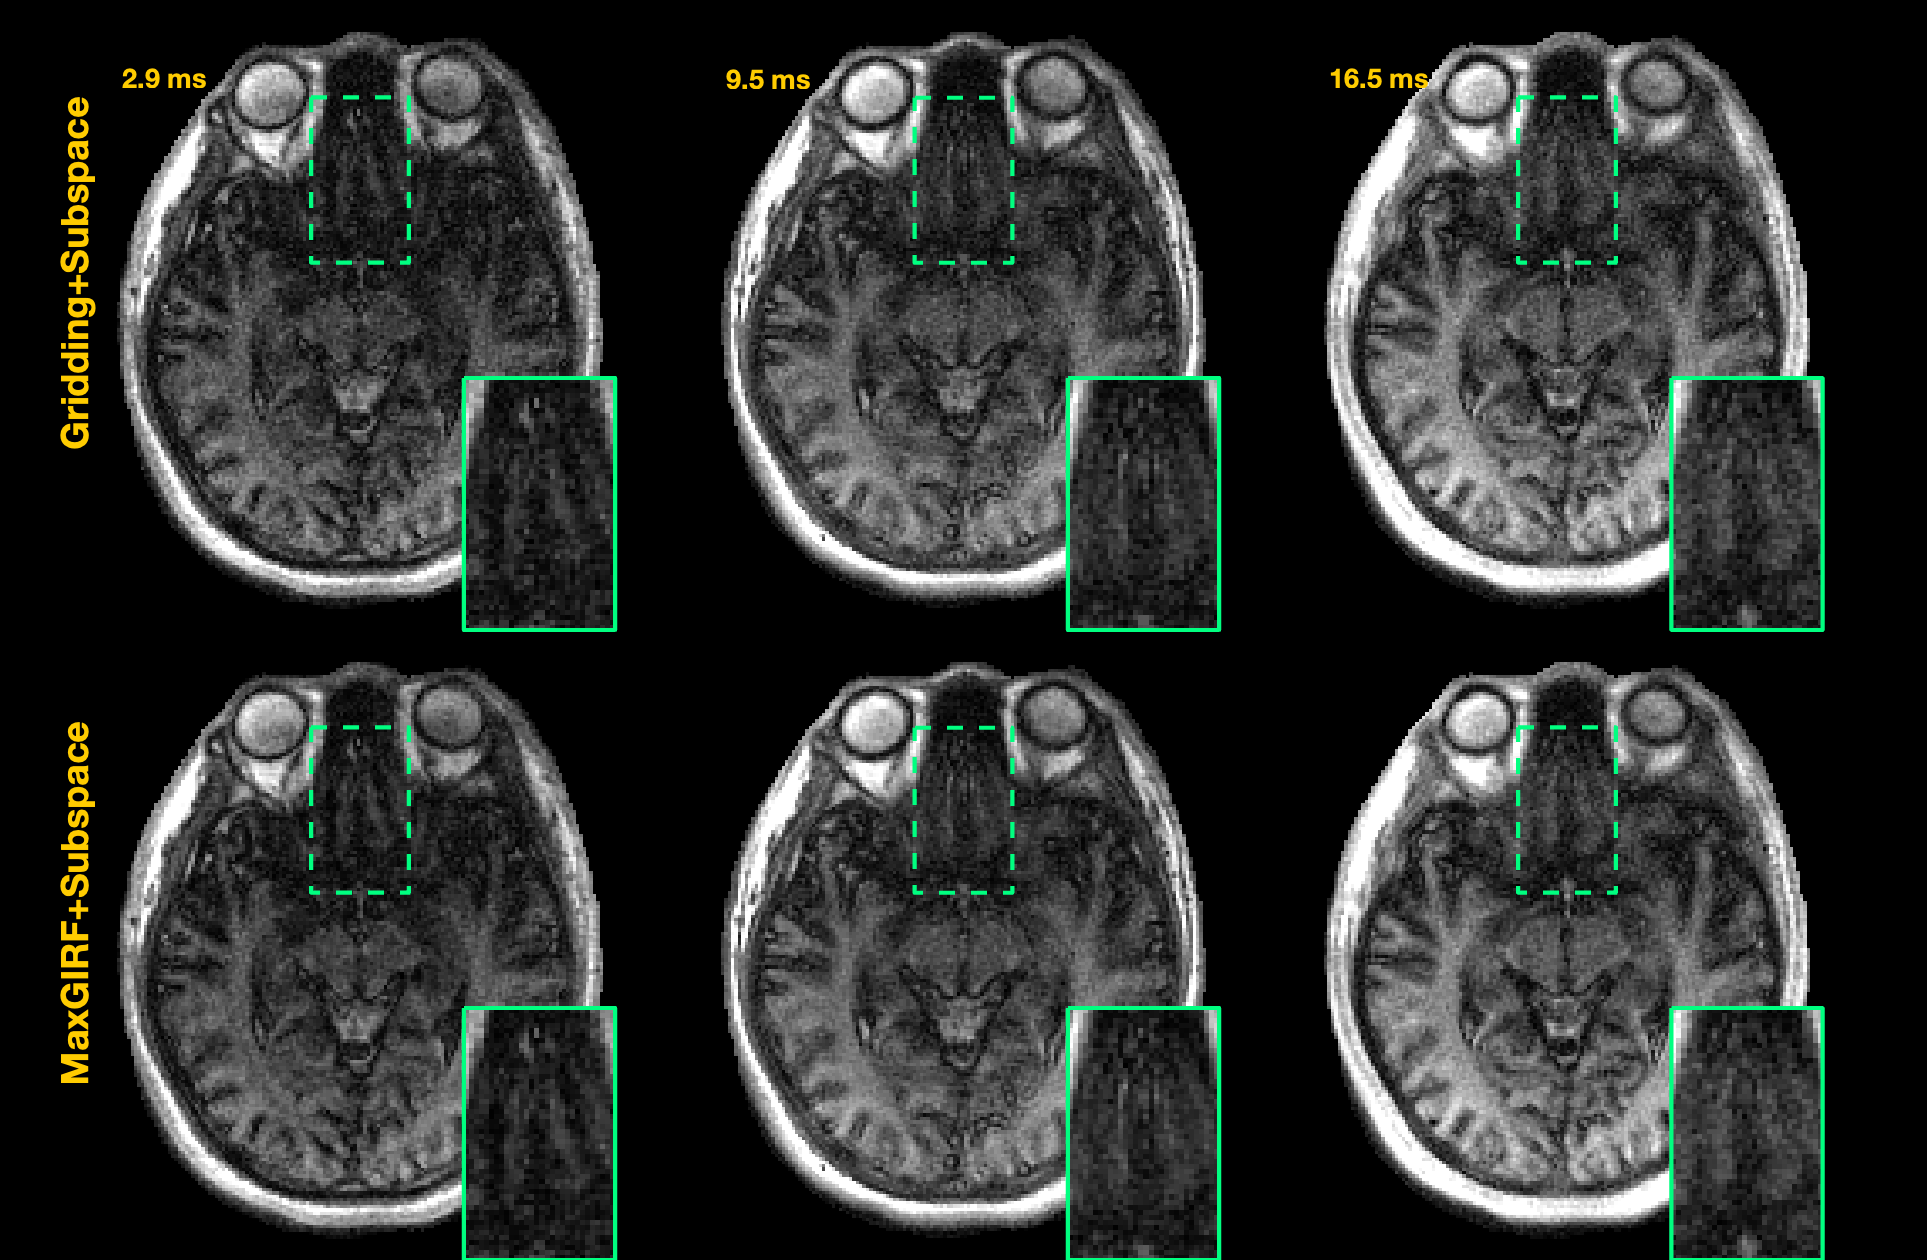 2.9 ms
9.5 ms
16.5 ms
Gridding+Subspace
MaxGIRF+Subspace